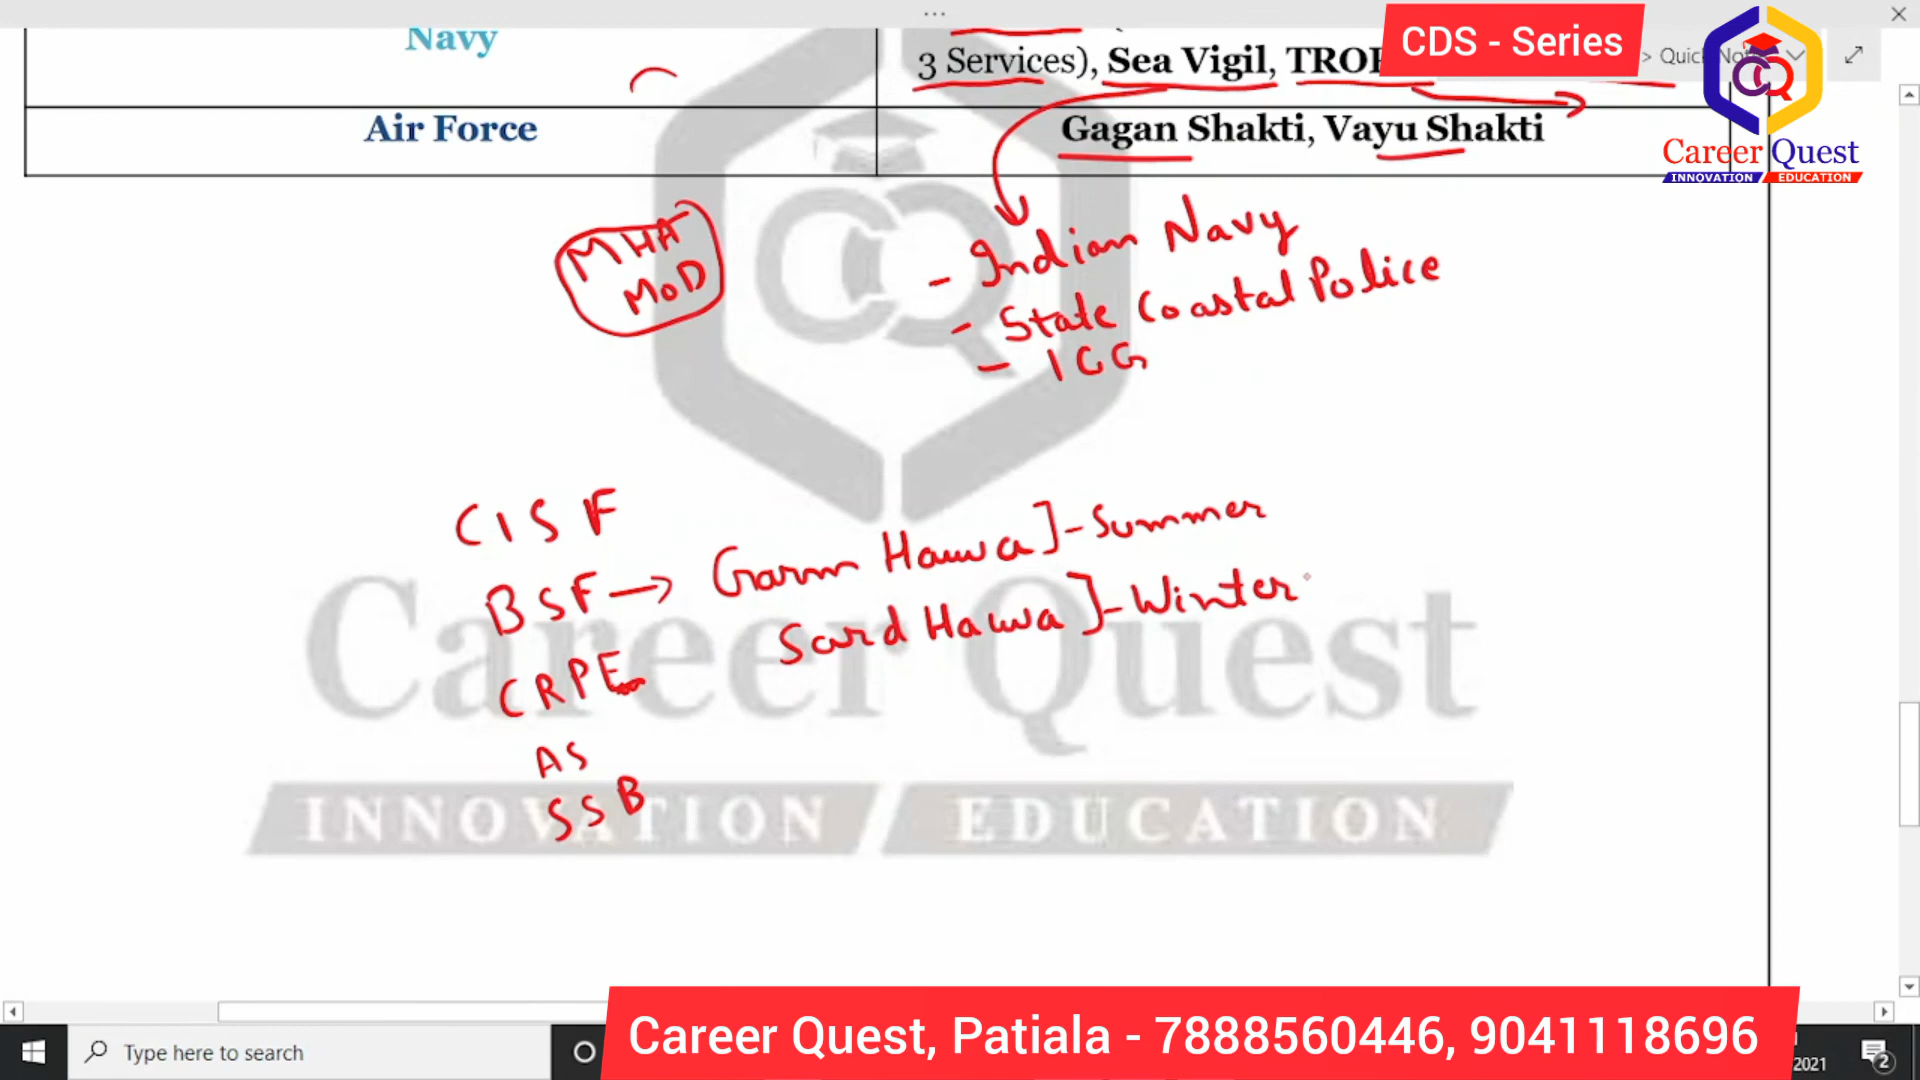 CDS - Series
Navy
3 Services), Sea Vigil,
Air Force
Gagan Shakti, Vayu Shakti
Career Quest
INNOVATION EDUCATION
MHA
MoD
- Indian Navy
- State Coastal Police
- ICG
CISF
BSF → Garm Hawa ]- Summer
Sard Hawa ]- Winter
CRPF
AS
SSB
Career Quest
INNOVATION EDUCATION
Type here to search
Career Quest, Patiala - 7888560446, 9041118696
2021
2